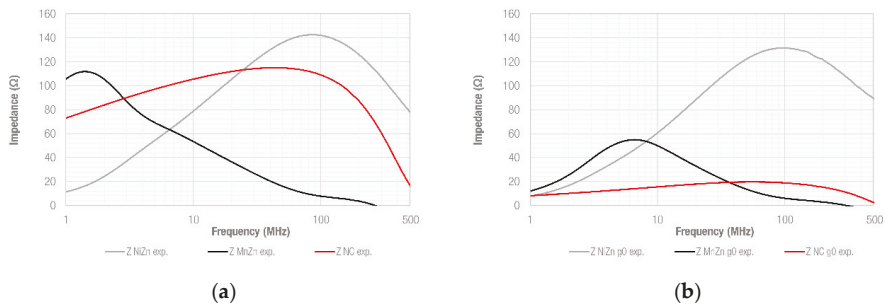 160
140
120
100
80
60
40
20
0
Impedance (Ω)
1
10
100
500
Frequency (MHz)
Z NiZn exp.
Z MnZn exp.
Z NC exp.
(a)
160
140
120
100
80
60
40
20
0
Impedance (Ω)
1
10
100
500
Frequency (MHz)
Z NiZn g0 exp.
Z MnZn g0 exp.
Z NC g0 exp.
(b)